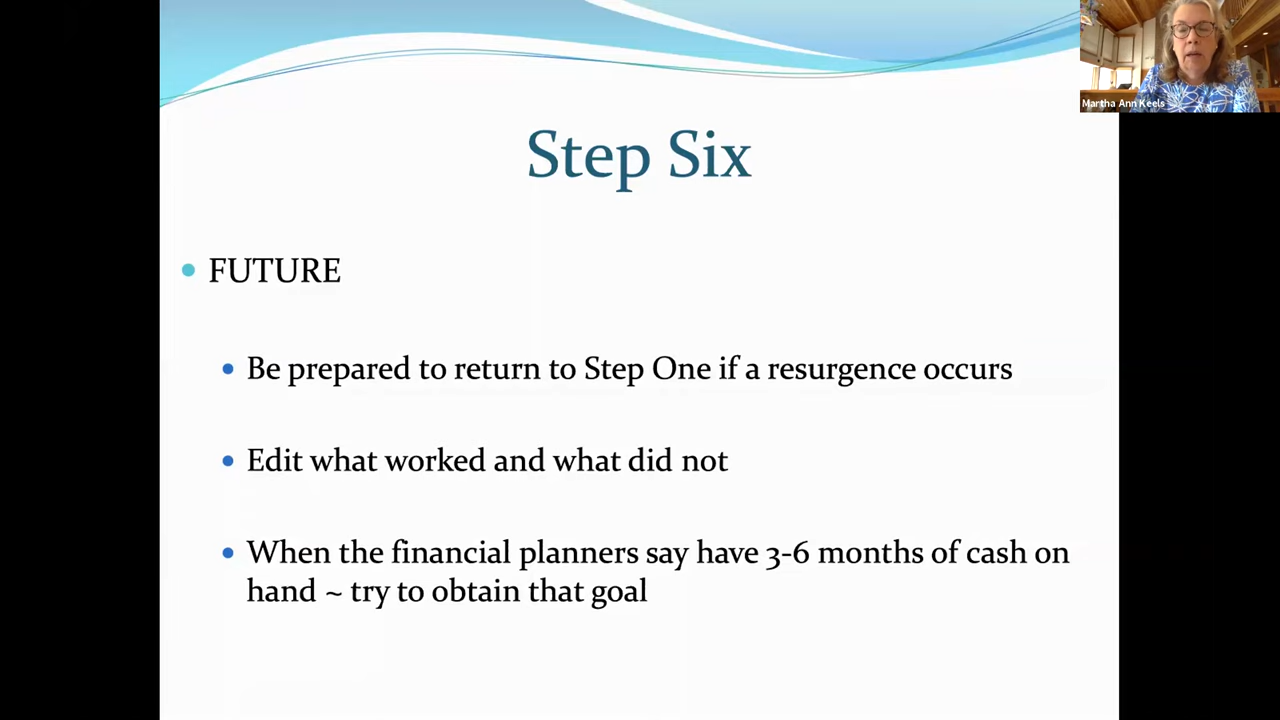 Martha Ann Keels
Step Six
• FUTURE
• Be prepared to return to Step One if a resurgence occurs
• Edit what worked and what did not
• When the financial planners say have 3-6 months of cash on
hand ~ try to obtain that goal